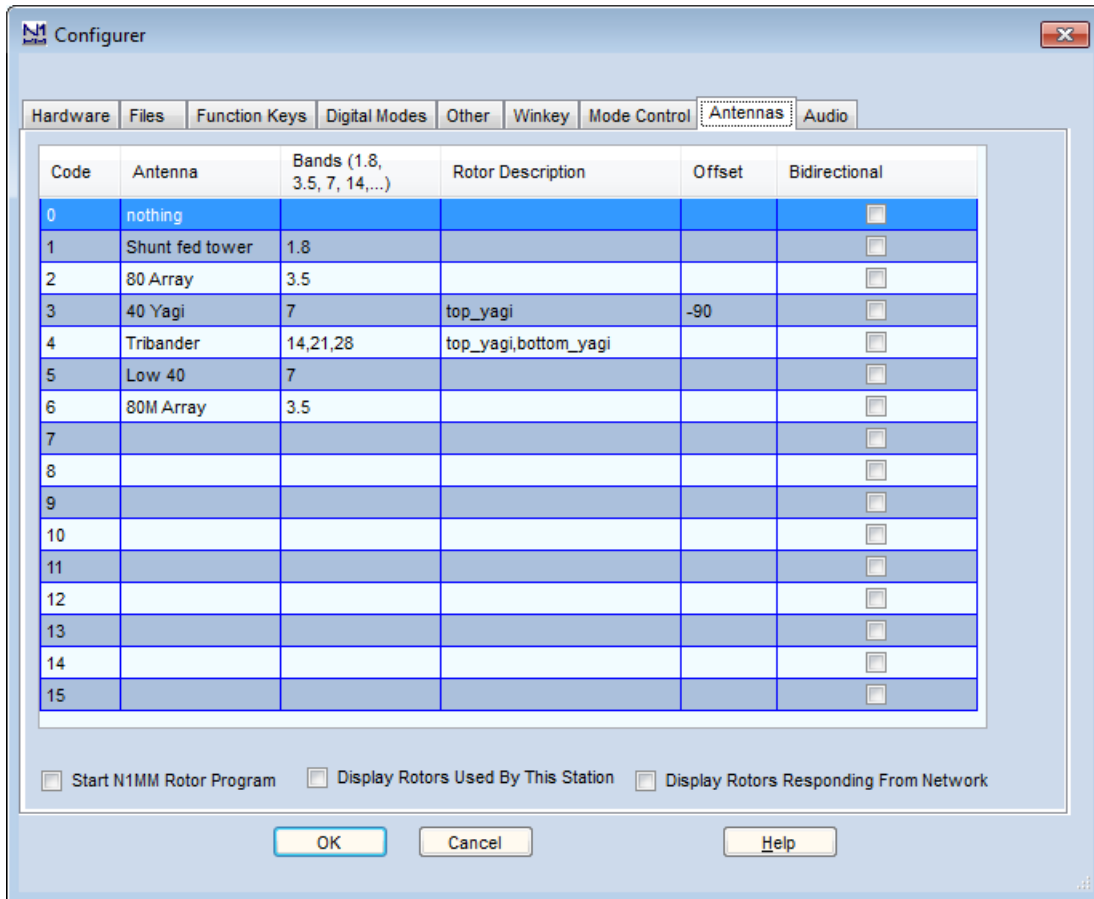 N1
MM
Configurer
Hardware Files Function Keys Digital Modes Other Winkey Mode Control Antennas Audio
Code Antenna Bands (1.8, 3.5, 7, 14,...) Rotor Description Offset Bidirectional
0 nothing
1 Shunt fed tower 1.8
2 80 Array 3.5
3 40 Yagi 7 top_yagi -90
4 Tribander 14,21,28 top_yagi,bottom_yagi
5 Low 40 7
6 80M Array 3.5
7
8
9
10
11
12
13
14
15
Start N1MM Rotor Program Display Rotors Used By This Station Display Rotors Responding From Network
OK Cancel Help